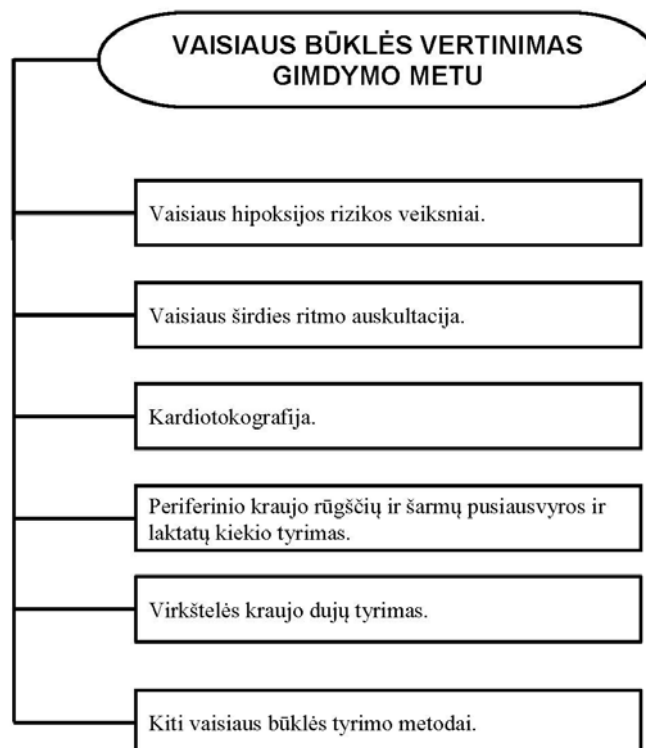 VAISIAUS BŪKLĖS VERTINIMAS
GIMDYMO METU
Vaisiaus hipoksijos rizikos veiksniai.
Vaisiaus širdies ritmo auskultacija.
Kardiotokografija.
Periferinio kraujo rūgščių ir šarmų pusiausvyros ir
laktatų kiekio tyrimas.
Virkštelės kraujo dujų tyrimas.
Kiti vaisiaus būklės tyrimo metodai.